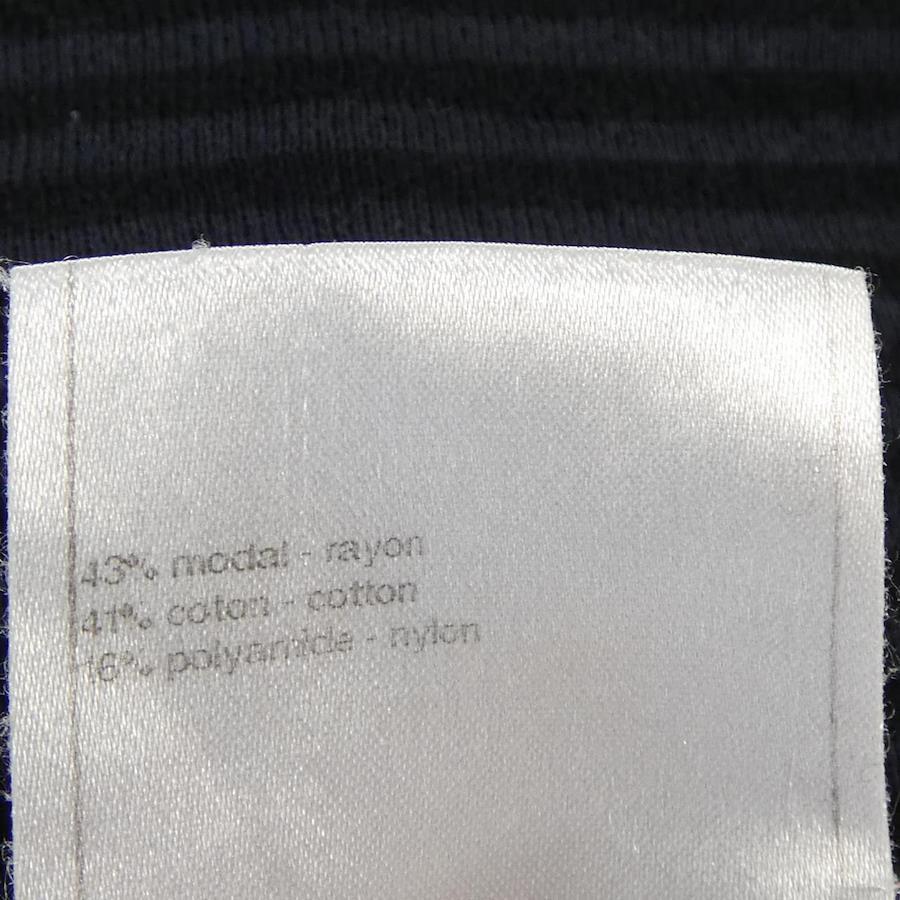 43% modal - rayon
41% coton - cotton
16% polyamide - nylon